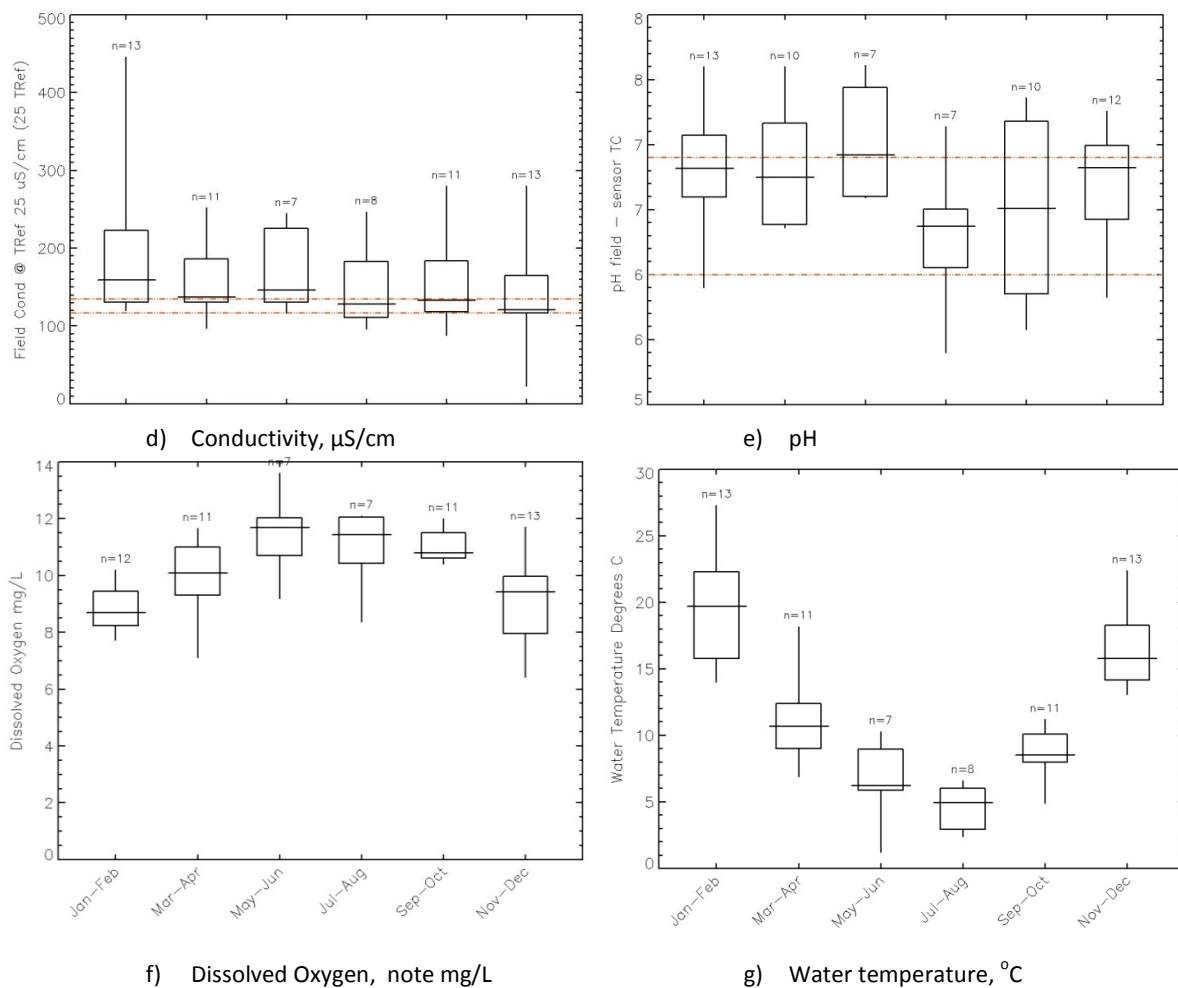 Field Cond @ TRef 25 uS/cm (25 TRef)
500
400
300
200
100
0
n=13
n=11
n=7
n=8
n=11
n=13
d) Conductivity, µS/cm
pH field – sensor TC
8
8
7
7
6
6
5
n=13
n=10
n=7
n=7
n=10
n=12
e) pH
Dissolved Oxygen mg/L
14
12
10
8
6
4
2
0
n=12
n=11
n=7
n=7
n=11
n=13
Jan–Feb
Mar–Apr
May–Jun
Jul–Aug
Sep–Oct
Nov–Dec
f) Dissolved Oxygen, note mg/L
Water Temperature Degrees C
30
25
20
15
10
5
0
n=13
n=11
n=7
n=8
n=11
n=13
Jan–Feb
Mar–Apr
May–Jun
Jul–Aug
Sep–Oct
Nov–Dec
g) Water temperature, °C